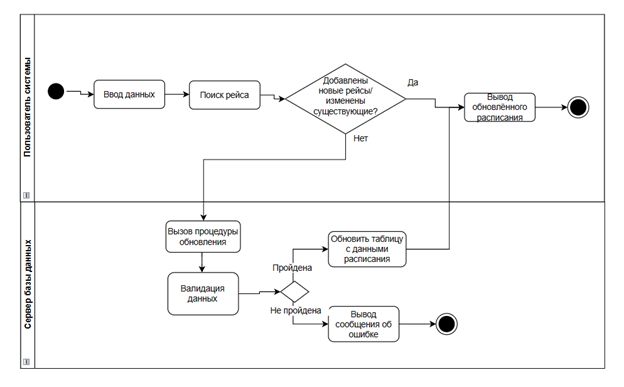 Пользователь системы
Ввод данных
Поиск рейса
Добавлены
новые рейсы/
изменены
существующие?
Да
Нет
Вывод
обновлённого
расписания
Сервер базы данных
Вызов процедуры
обновления
Валидация
данных
Пройдена
Не пройдена
Обновить таблицу
с данными
расписания
Вывод
сообщения об
ошибке